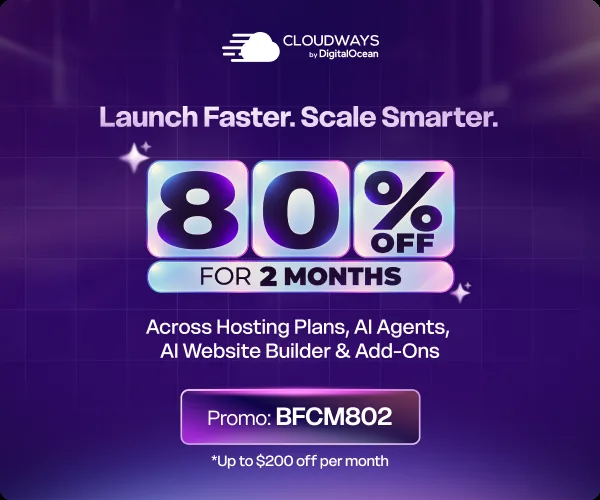 CLOUDWAYS
by DigitalOcean
Launch Faster. Scale Smarter.
80%
OFF
FOR 2 MONTHS
Across Hosting Plans, AI Agents,
AI Website Builder & Add-Ons
Promo: BFCM802
*Up to $200 off per month